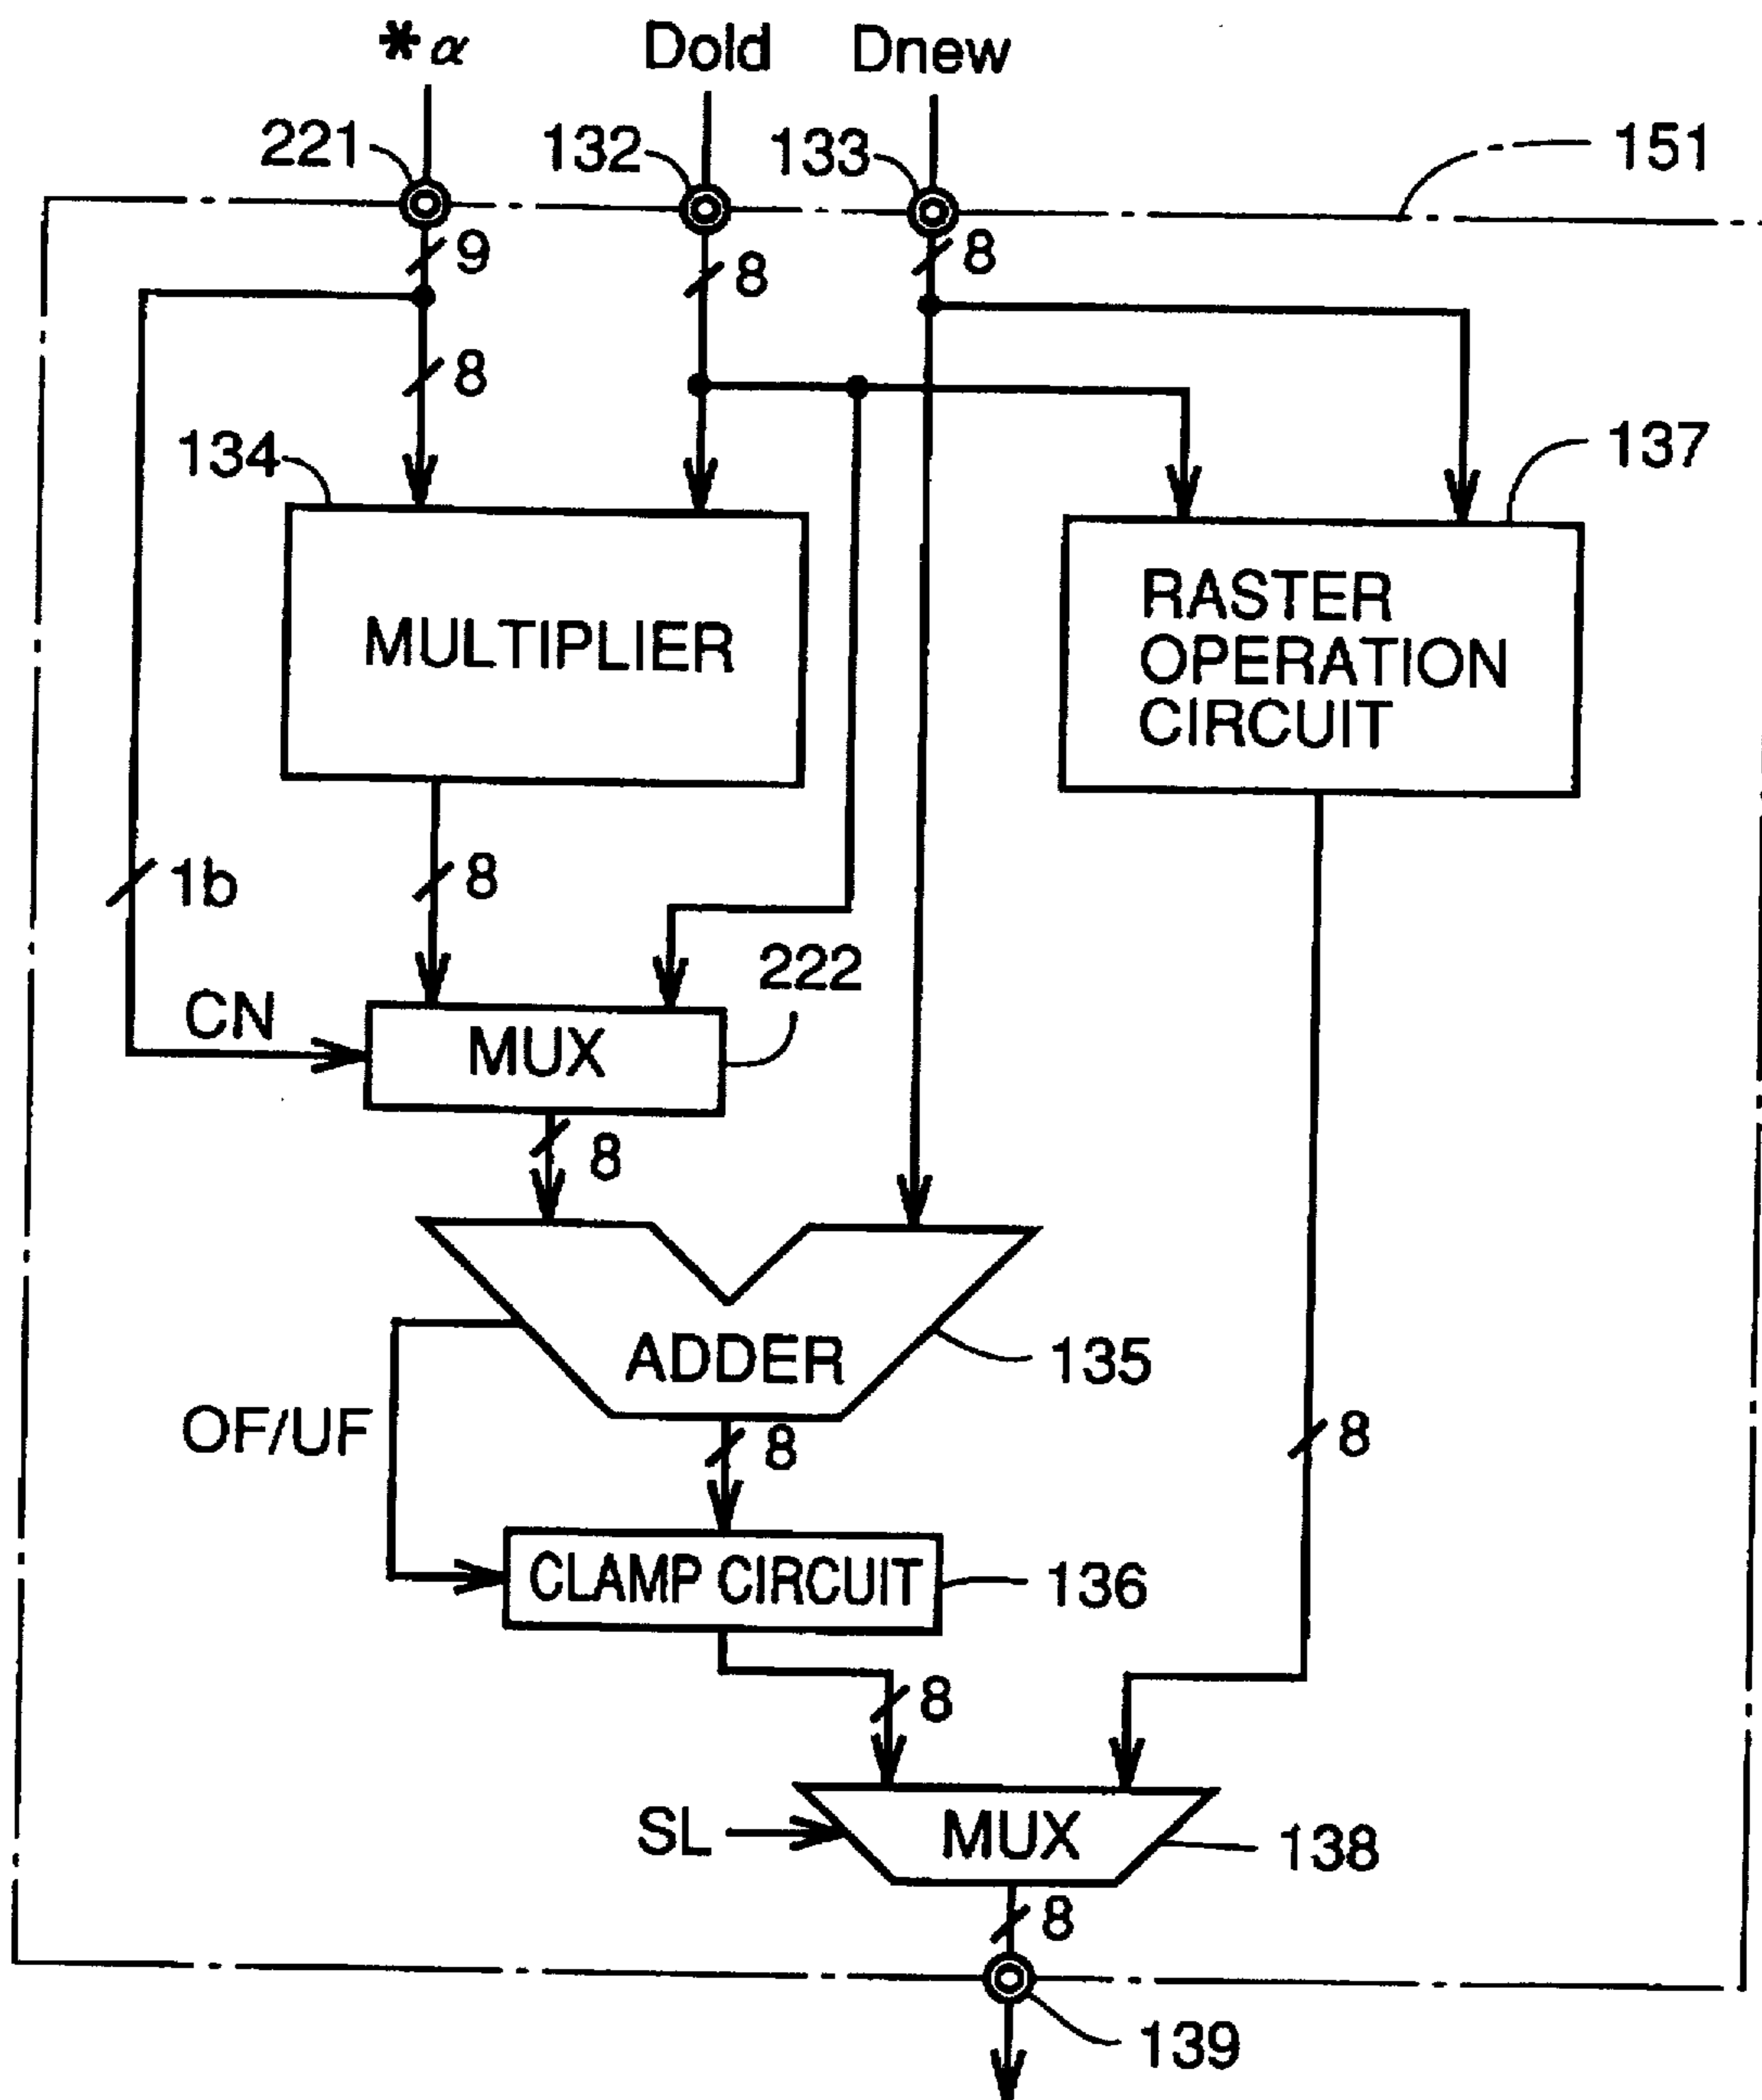 *α Dold Dnew
221 132 133 151
9 8 8
8
134 137
MULTIPLIER
RASTER
OPERATION
CIRCUIT
1b 8
222
CN MUX
8
ADDER 135
OF/UF 8 8
CLAMP CIRCUIT 136
8
SL MUX 138
8
139